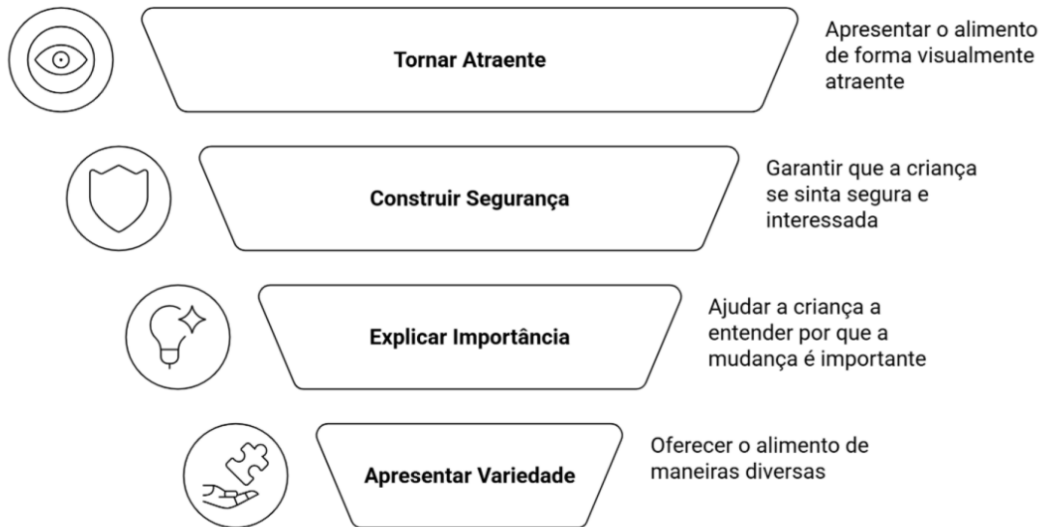 Tornar Atraente
Apresentar o alimento
de forma visualmente
atraente
Construir Segurança
Garantir que a criança
se sinta segura e
interessada
Explicar Importância
Ajudar a criança a
entender por que a
mudança é importante
Apresentar Variedade
Oferecer o alimento de
maneiras diversas